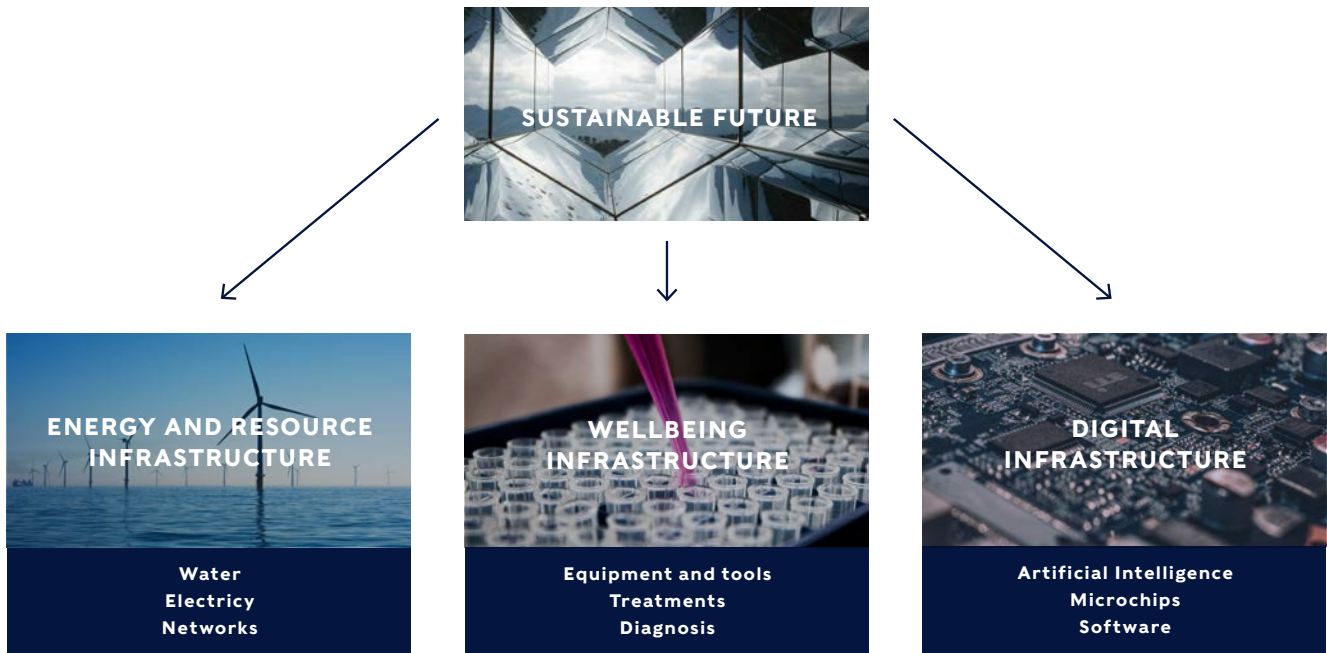 SUSTAINABLE FUTURE
ENERGY AND RESOURCE
INFRASTRUCTURE
Water
Electricy
Networks
WELLBEING
INFRASTRUCTURE
Equipment and tools
Treatments
Diagnosis
DIGITAL
INFRASTRUCTURE
Artificial Intelligence
Microchips
Software